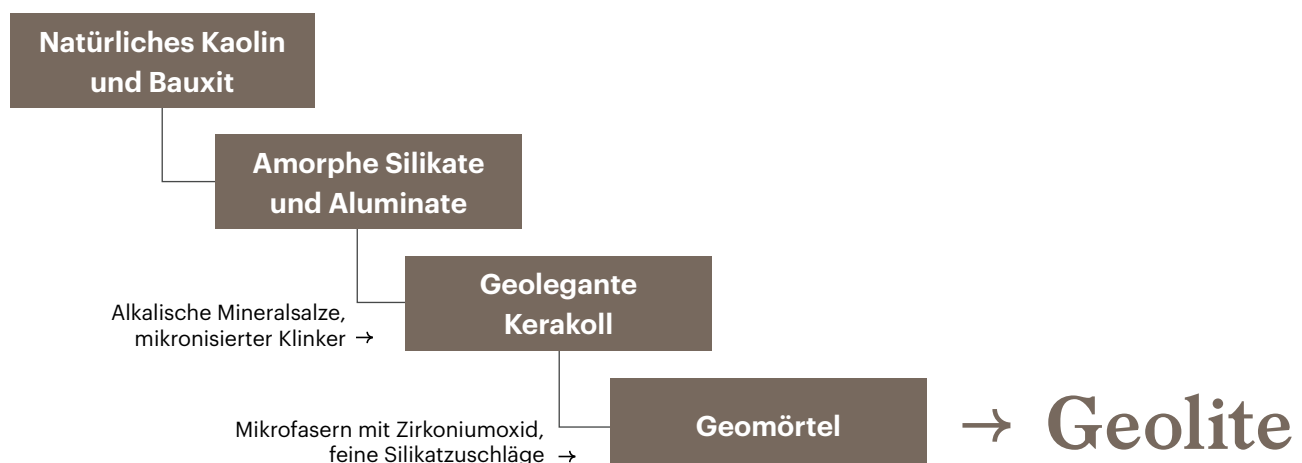 Natürliches Kaolin
und Bauxit
Amorphe Silikate
und Aluminate
Geolegante
Kerakoll
Alkalische Mineralsalze,
mikronisierter Klinker →
Geomörtel
→ Geolite
Mikrofasern mit Zirkoniumoxid,
feine Silikatzuschläge →